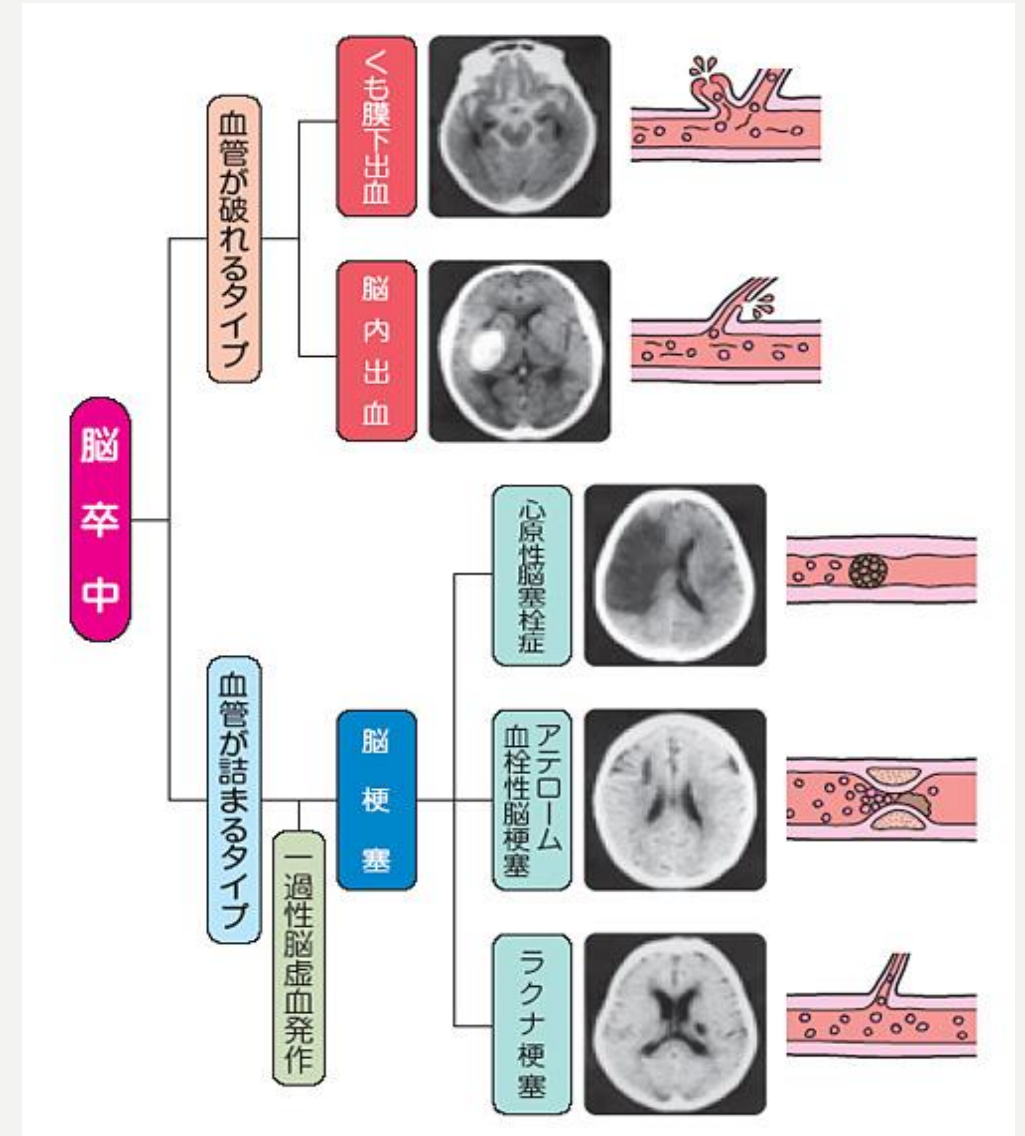 脳卒中
血管が破れるタイプ
くも膜下出血
脳内出血
血管が詰まるタイプ
一過性脳虚血発作
脳梗塞
心原性脳塞栓症
アテローム
血栓性脳梗塞
ラクナ梗塞